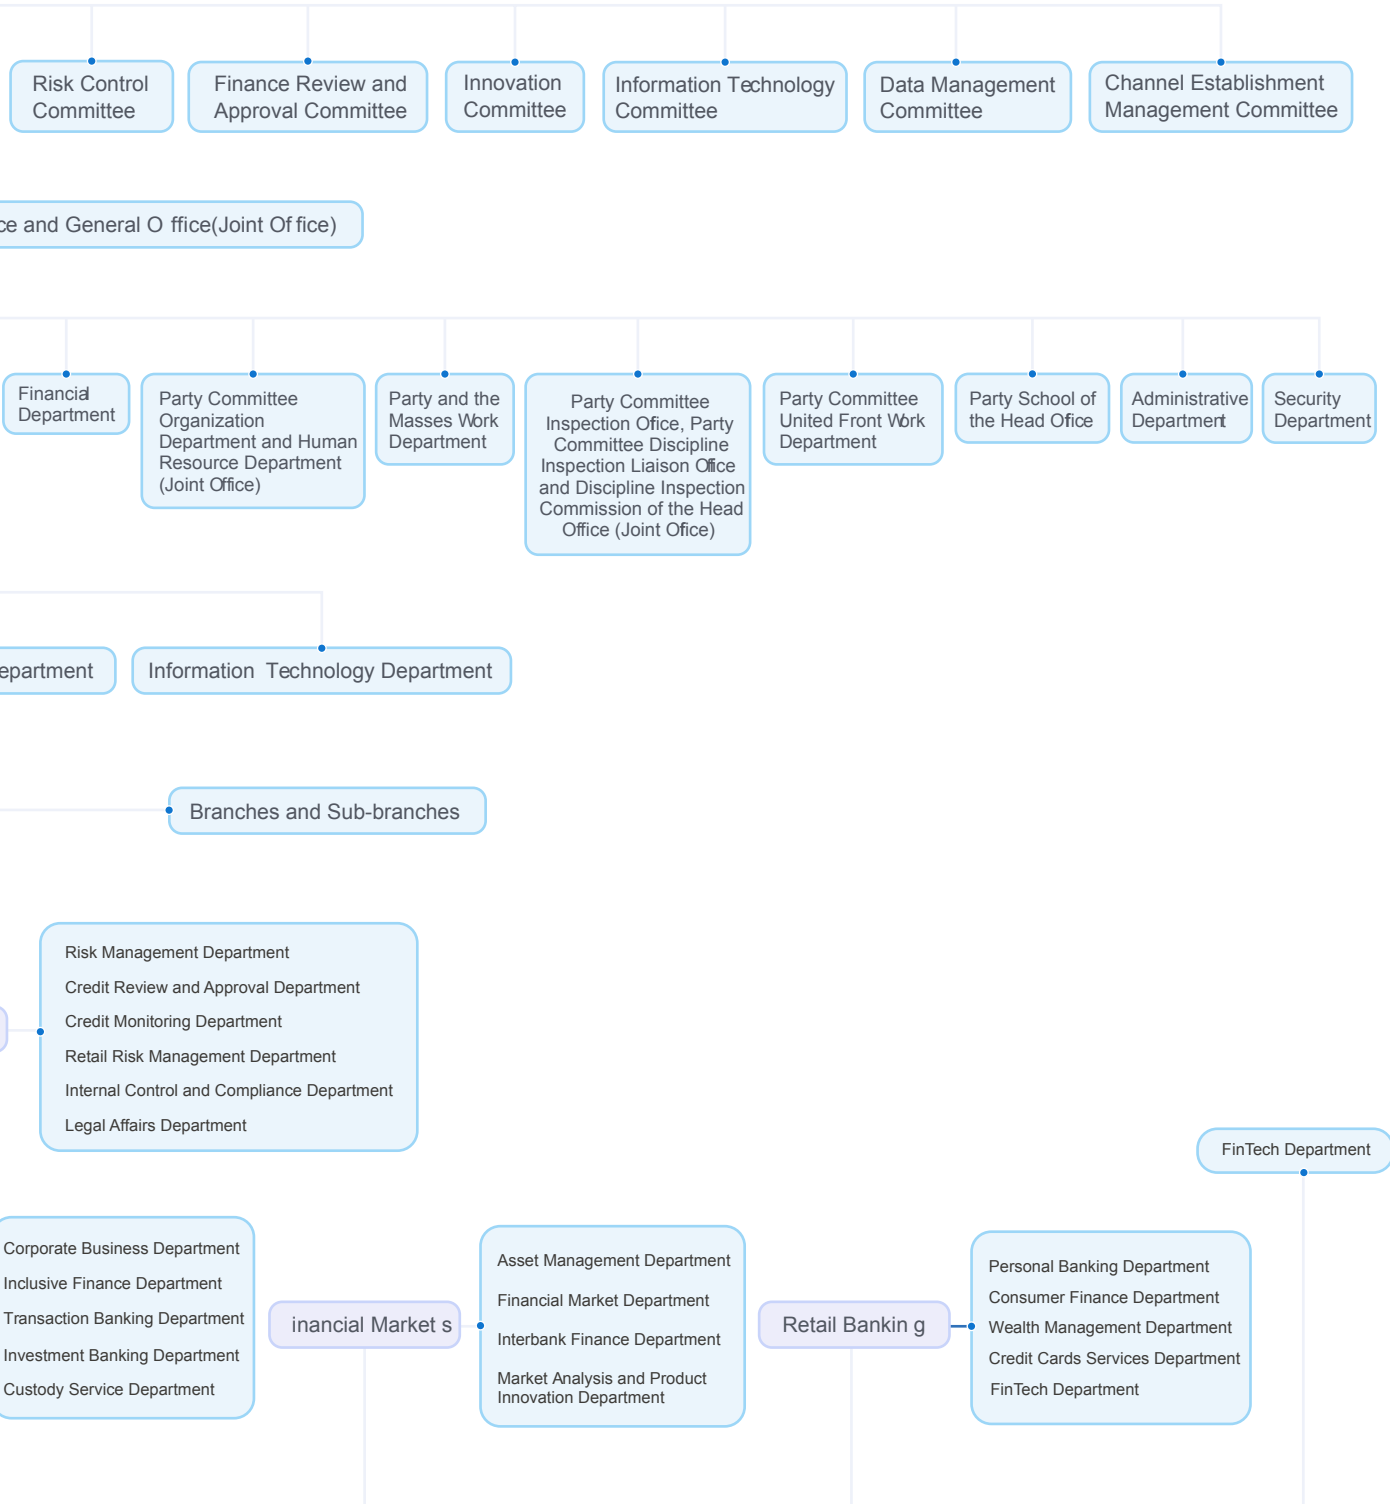 Risk Control
Committee
Finance Review and
Approval Committee
Innovation
Committee
Information Technology
Committee
Data Management
Committee
Channel Establishment
Management Committee
ce and General O ffice(Joint Of fice)
Financial
Department
Party Committee
Organization
Department and Human
Resource Department
(Joint Office)
Party and the
Masses Work
Department
Party Committee
Inspection Office, Party
Committee Discipline
Inspection Liaison Office
and Discipline Inspection
Commission of the Head
Office (Joint Office)
Party Committee
United Front Work
Department
Party School of
the Head Office
Administrative
Department
Security
Department
epartment
Information Technology Department
Branches and Sub-branches
Risk Management Department
Credit Review and Approval Department
Credit Monitoring Department
Retail Risk Management Department
Internal Control and Compliance Department
Legal Affairs Department
FinTech Department
Corporate Business Department
Inclusive Finance Department
Transaction Banking Department
Investment Banking Department
Custody Service Department
inancial Market s
Asset Management Department
Financial Market Department
Interbank Finance Department
Market Analysis and Product
Innovation Department
Retail Bankin g
Personal Banking Department
Consumer Finance Department
Wealth Management Department
Credit Cards Services Department
FinTech Department